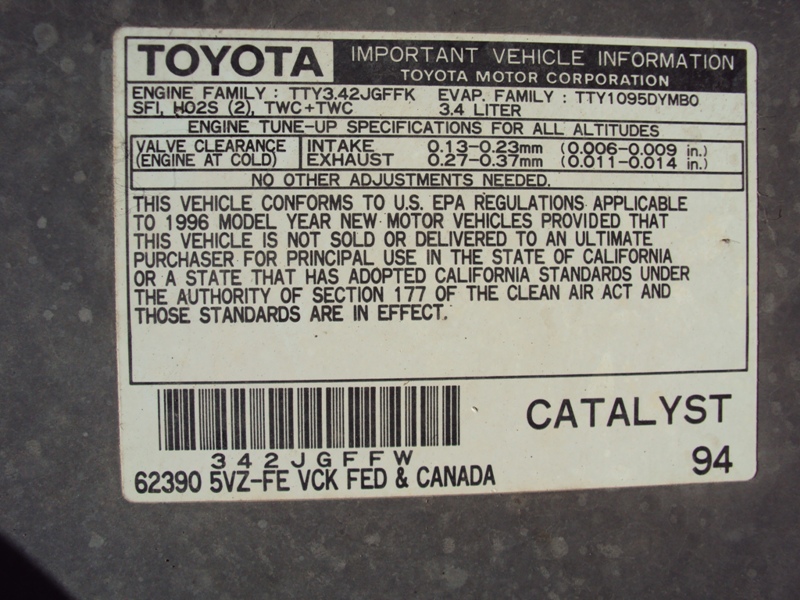 TOYOTA IMPORTANT VEHICLE INFORMATION
TOYOTA MOTOR CORPORATION
ENGINE FAMILY : TTY3.42JGFFK EVAP. FAMILY : TTY1095DYMB0
SFI, HO2S (2), TWC+TWC 3.4 LITER
ENGINE TUNE-UP SPECIFICATIONS FOR ALL ALTITUDES
VALVE CLEARANCE INTAKE 0.13-0.23mm (0.006-0.009 in.)
(ENGINE AT COLD) EXHAUST 0.27-0.37mm (0.011-0.014 in.)
NO OTHER ADJUSTMENTS NEEDED.
THIS VEHICLE CONFORMS TO U.S. EPA REGULATIONS APPLICABLE
TO 1996 MODEL YEAR NEW MOTOR VEHICLES PROVIDED THAT
THIS VEHICLE IS NOT SOLD OR DELIVERED TO AN ULTIMATE
PURCHASER FOR PRINCIPAL USE IN THE STATE OF CALIFORNIA
OR A STATE THAT HAS ADOPTED CALIFORNIA STANDARDS UNDER
THE AUTHORITY OF SECTION 177 OF THE CLEAN AIR ACT AND
THOSE STANDARDS ARE IN EFFECT.
CATALYST
342JGFFW
62390 5VZ-FE VCK FED & CANADA 94